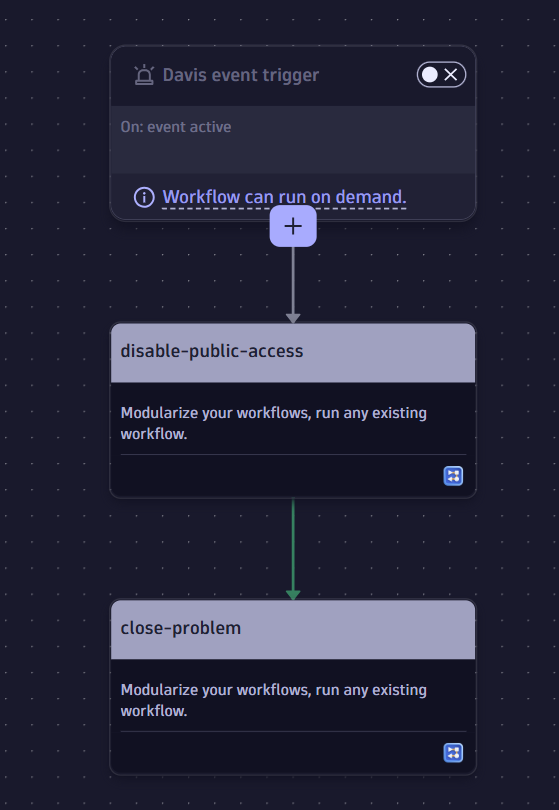 Davis event trigger
On: event active
Workflow can run on demand.
disable-public-access
Modularize your workflows, run any existing
workflow.
close-problem
Modularize your workflows, run any existing
workflow.